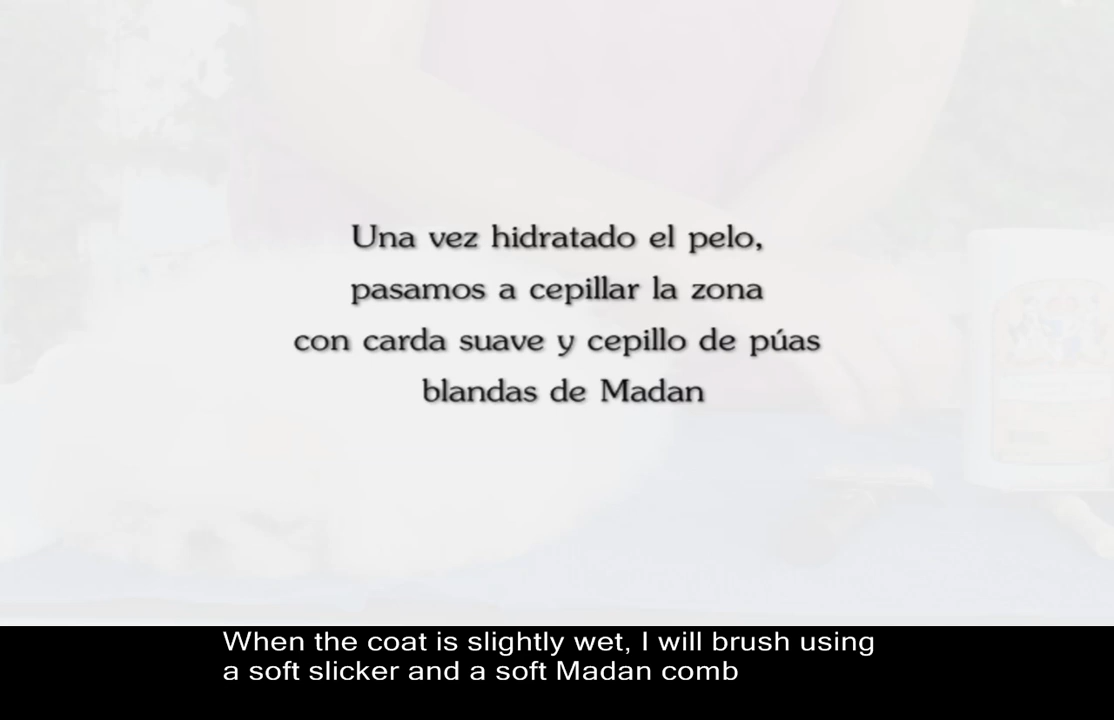 Una vez hidratado el pelo,
pasamos a cepillar la zona
con carda suave y cepillo de púas
blandas de Madan
When the coat is slightly wet, I will brush using
a soft slicker and a soft Madan comb